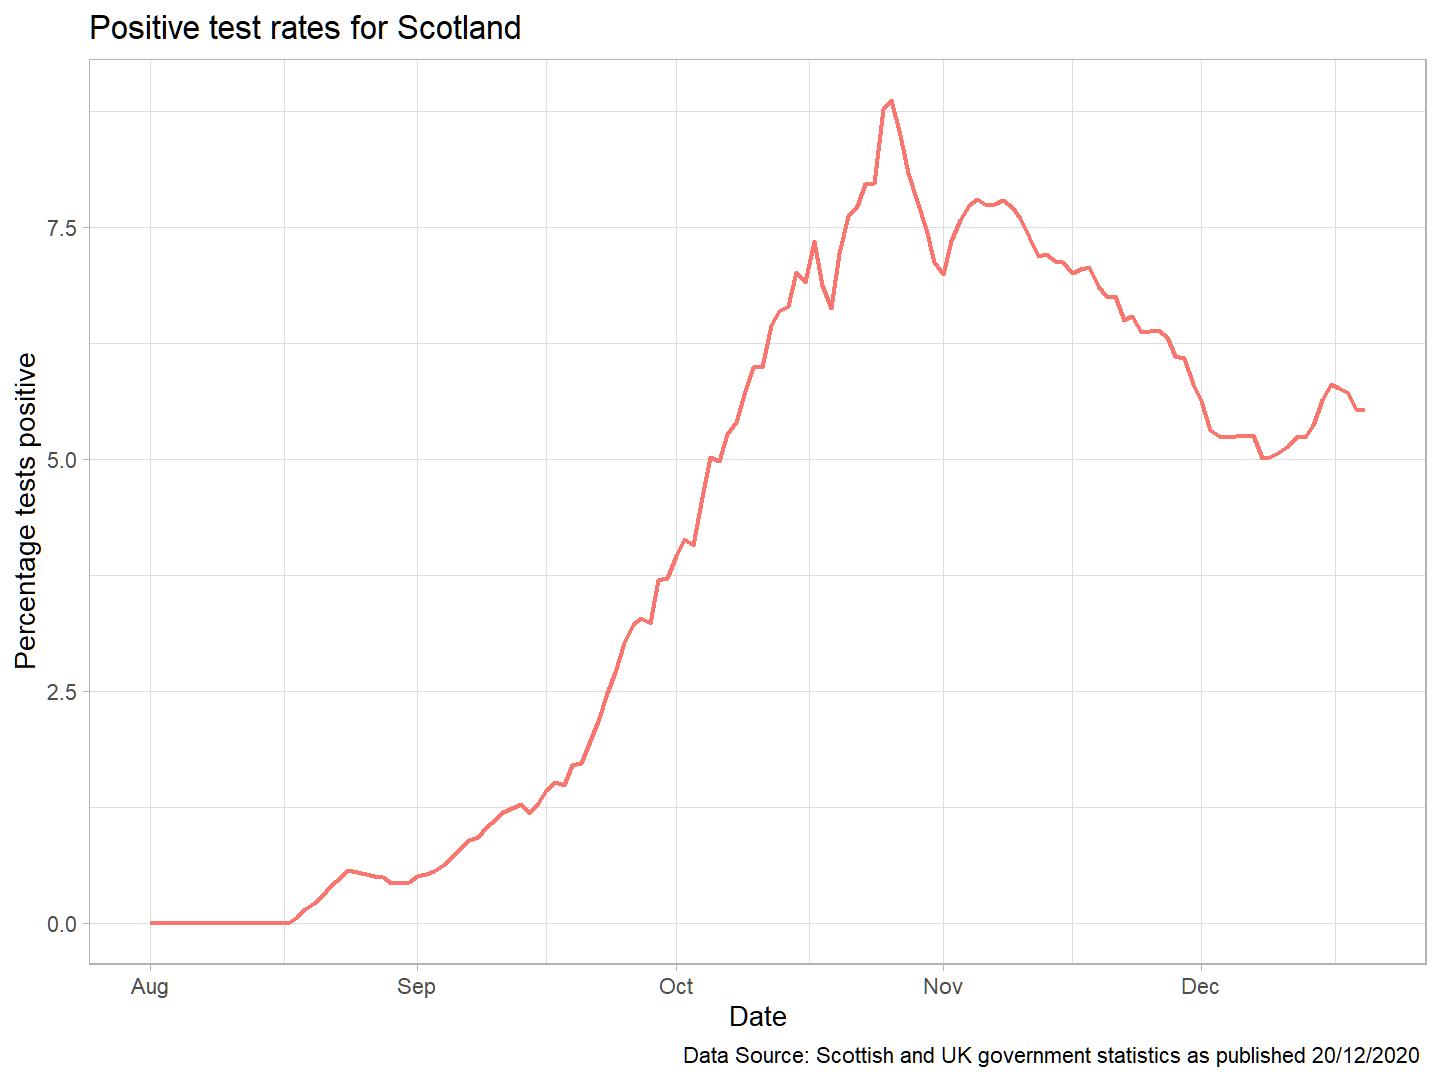 Positive test rates for Scotland
7.5
5.0
2.5
0.0
Percentage tests positive
Aug Sep Oct Nov Dec
Date
Data Source: Scottish and UK government statistics as published 20/12/2020